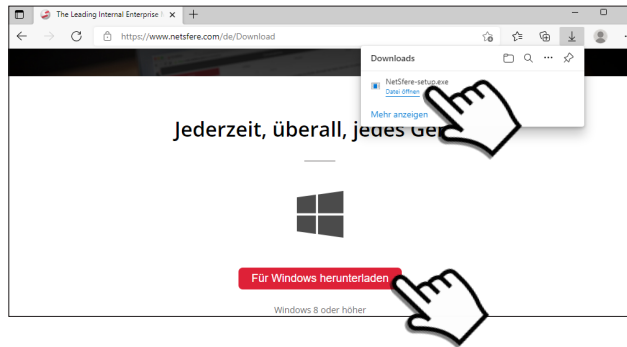 The Leading Internal Enterprise
https://www.netsfere.com/de/Download
Downloads
NetSfere-setup.exe
Datei öffnen
Mehr anzeigen
Jederzeit, überall, jedes
Für Windows herunterladen
Windows 8 oder höher